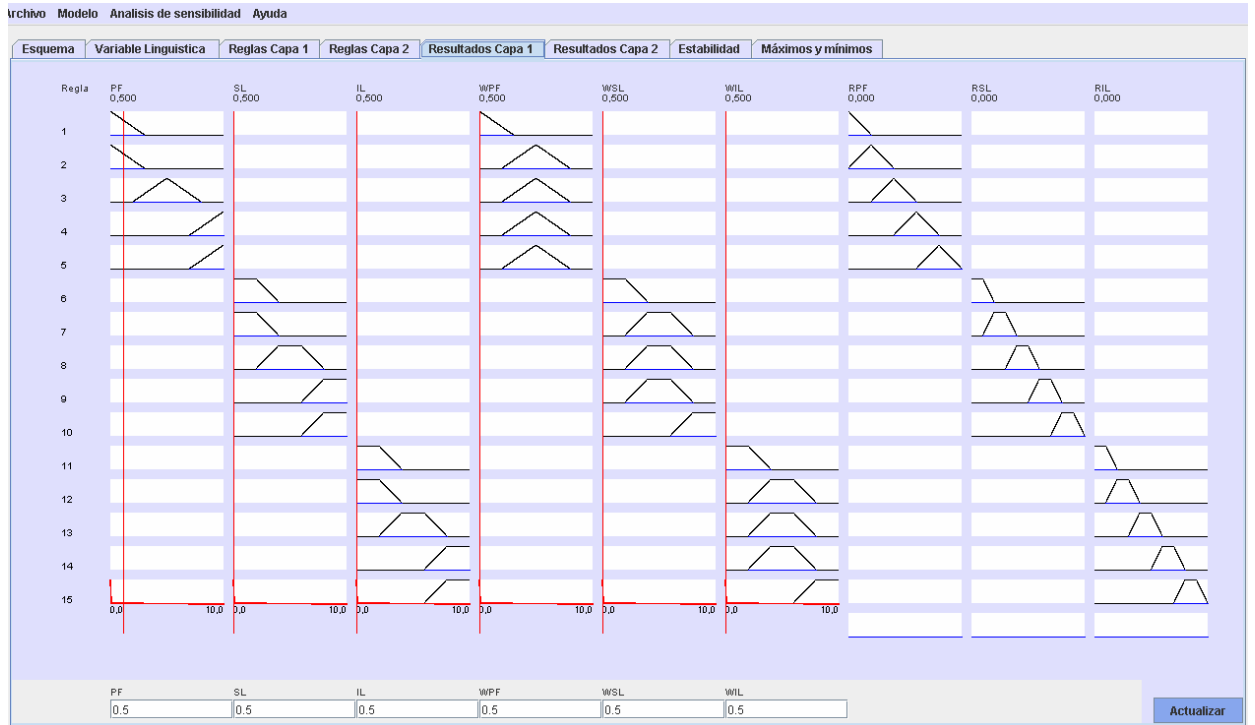 Archivo Modelo Analisis de sensibilidad Ayuda
Esquema Variable Linguistica Reglas Capa 1 Reglas Capa 2 Resultados Capa 1 Resultados Capa 2 Estabilidad Máximos y mínimos
Regla PF SL IL WPF WSL WIL RPF RSL RIL
0,500 0,500 0,500 0,500 0,500 0,500 0,000 0,000 0,000
1
2
3
4
5
6
7
8
9
10
11
12
13
14
15
0,0 10,0 0,0 10,0 0,0 10,0 0,0 10,0 0,0 10,0 0,0 10,0
PF SL IL WPF WSL WIL
0.5 0.5 0.5 0.5 0.5 0.5
Actualizar